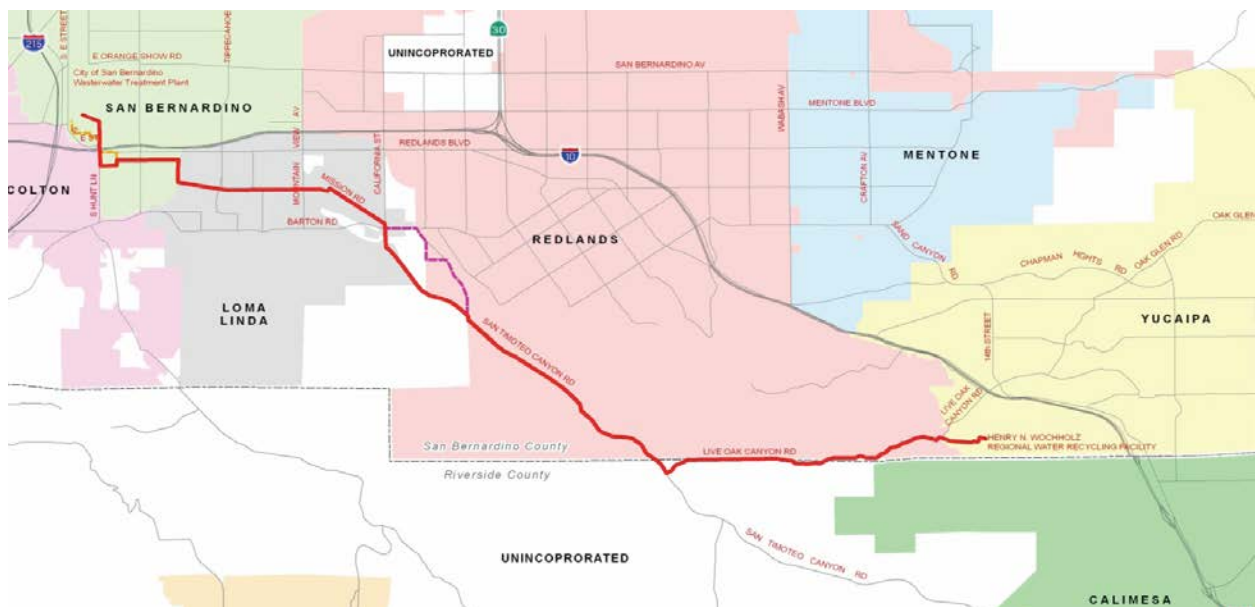 215
S E STREET
E ORANGE SHOW RD
TIPPECAHOE
City of San Bernardino
Wasterwater Treatment Plant
SAN BERNARDINO
UNINCOPRORATED
30
SAN BERNARDINO AV
MENTONE BLVD
WABASH AV
MOUNTAIN VIEW AV
CALIFORNIA ST
REDLANDS BLVD
10
MENTONE
CRAFTON AV
COLTON
S HUNT LN
MISSION RD
BARTON RD
REDLANDS
SAND CANYON RD
OAK GLEN
OAK GLEN RD
CHAPMAN HGHTS RD
LOMA
LINDA
YUCAIPA
14th STREET
SAN TIMOTEO CANYON RD
LIVE OAK
CANYON RD
HENRY N. WOCHHOLZ
REGIONAL WATER RECYCLING FACILITY
San Bernardino County
LIVE OAK CANYON RD
Riverside County
UNINCOPRORATED
SAN TIMOTEO CANYON RD
CALIMESA